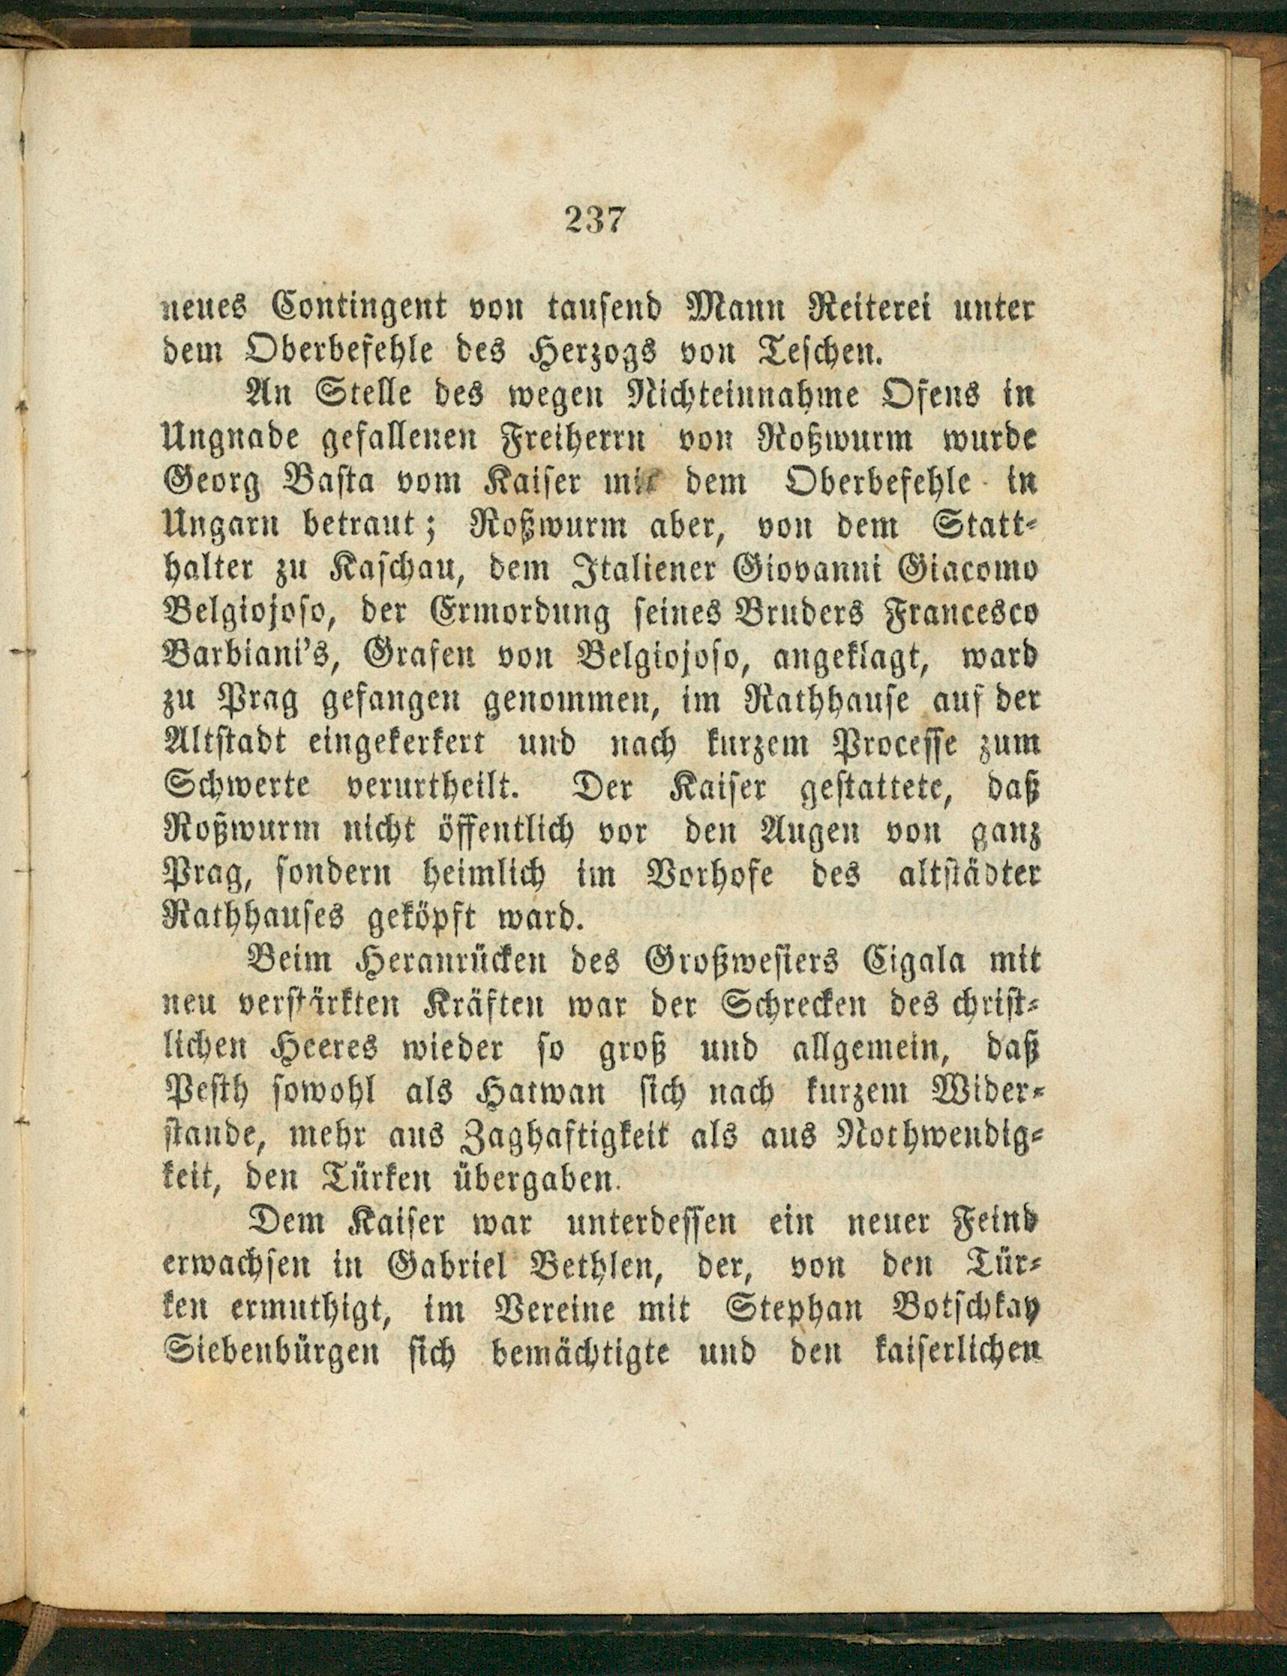 237
neues Contingent von tausend Mann Reiterei unter
dem Oberbefehle des Herzogs von Teschen.
An Stelle des wegen Nichteinnahme Ofens in
Ungnade gefallenen Freiherrn von Roßwurm wurde
Georg Basta vom Kaiser mit dem Oberbefehle in
Ungarn betraut; Roßwurm aber, von dem Statt-
halter zu Kaschau, dem Italiener Giovanni Giacomo
Belgiojoso, der Ermordung seines Bruders Francesco
Barbiani's, Grafen von Belgiojoso, angeklagt, ward
zu Prag gefangen genommen, im Rathhause auf der
Altstadt eingekerkert und nach kurzem Processe zum
Schwerte verurtheilt. Der Kaiser gestattete, daß
Roßwurm nicht öffentlich vor den Augen von ganz
Prag, sondern heimlich im Vorhofe des altstädter
Rathhauses geköpft ward.
Beim Heranrücken des Großwesiers Cigala mit
neu verstärkten Kräften war der Schrecken des christ-
lichen Heeres wieder so groß und allgemein, daß
Pesth sowohl als Hatwan sich nach kurzem Wider-
stande, mehr aus Zaghaftigkeit als aus Nothwendig-
keit, den Türken übergaben.
Dem Kaiser war unterdessen ein neuer Feind
erwachsen in Gabriel Bethlen, der, von den Tür-
ken ermuthigt, im Vereine mit Stephan Botschkay
Siebenbürgen sich bemächtigte und den kaiserlichen